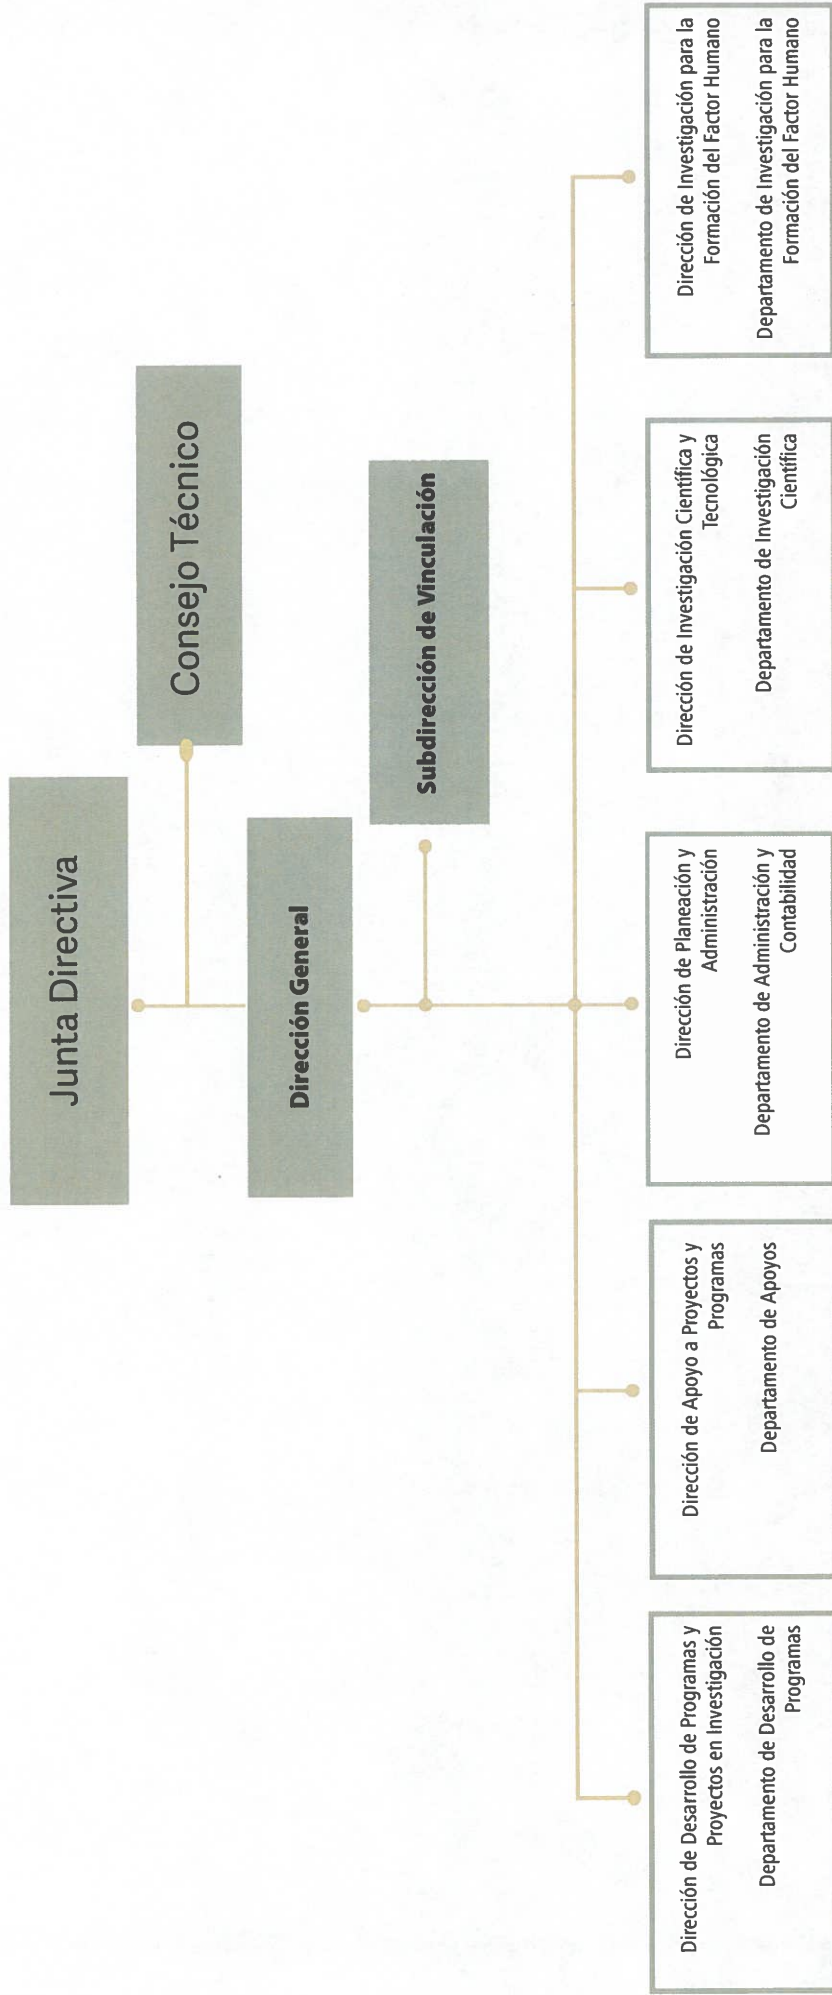 Junta Directiva
Consejo Técnico
Dirección General
Subdirección de Vinculación
Dirección de Desarrollo de Programas y
Proyectos en Investigación
Departamento de Desarrollo de
Programas
Dirección de Apoyo a Proyectos y
Programas
Departamento de Apoyos
Dirección de Planeación y
Administración
Departamento de Administración y
Contabilidad
Dirección de Investigación Científica y
Tecnológica
Departamento de Investigación
Científica
Dirección de Investigación para la
Formación del Factor Humano
Departamento de Investigación para la
Formación del Factor Humano